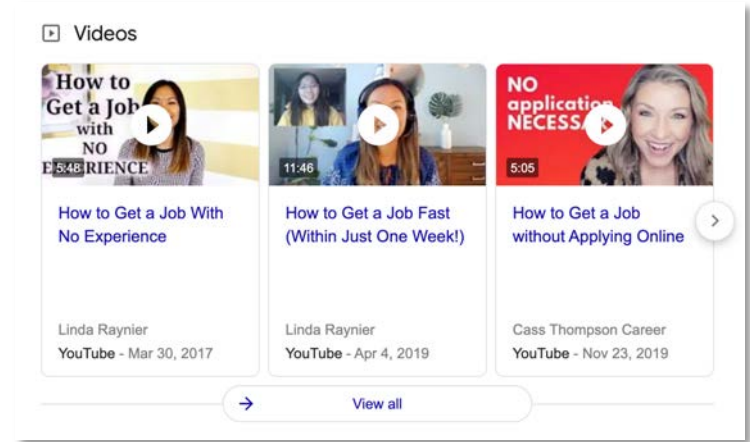 Videos
How to
Get a Job
with
NO
EXPERIENCE
5:48
How to Get a Job With
No Experience
Linda Raynier
YouTube - Mar 30, 2017
11:46
How to Get a Job Fast
(Within Just One Week!)
Linda Raynier
YouTube - Apr 4, 2019
NO
application
NECESSARY
5:05
How to Get a Job
without Applying Online
Cass Thompson Career
YouTube - Nov 23, 2019
View all